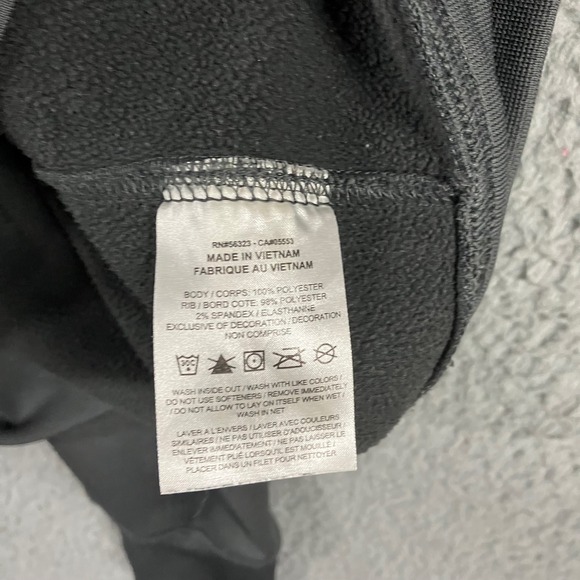 RN#56323 - CA#05553
MADE IN VIETNAM
FABRIQUE AU VIETNAM
BODY / CORPS: 100% POLYESTER
RIB / BORD COTE: 98% POLYESTER
2% SPANDEX / ELASTHANNE
EXCLUSIVE OF DECORATION / DECORATION
NON COMPRISE
30C
WASH INSIDE OUT / WASH WITH LIKE COLORS /
DO NOT USE SOFTENERS / REMOVE IMMEDIATELY
/ DO NOT ALLOW TO LAY ON ITSELF WHEN WET /
WASH IN NET
LAVER A L'ENVERS / LAVER AVEC COULEURS
SIMILAIRES / NE PAS UTILISER D'ADOUCISSEUR /
ENLEVER IMMEDIATEMENT / NE PAS LAISSER LE
VÊTEMENT PLIÉ LORSQU'IL EST MOUILLÉ /
PLACER DANS UN FILET POUR NETTOYER